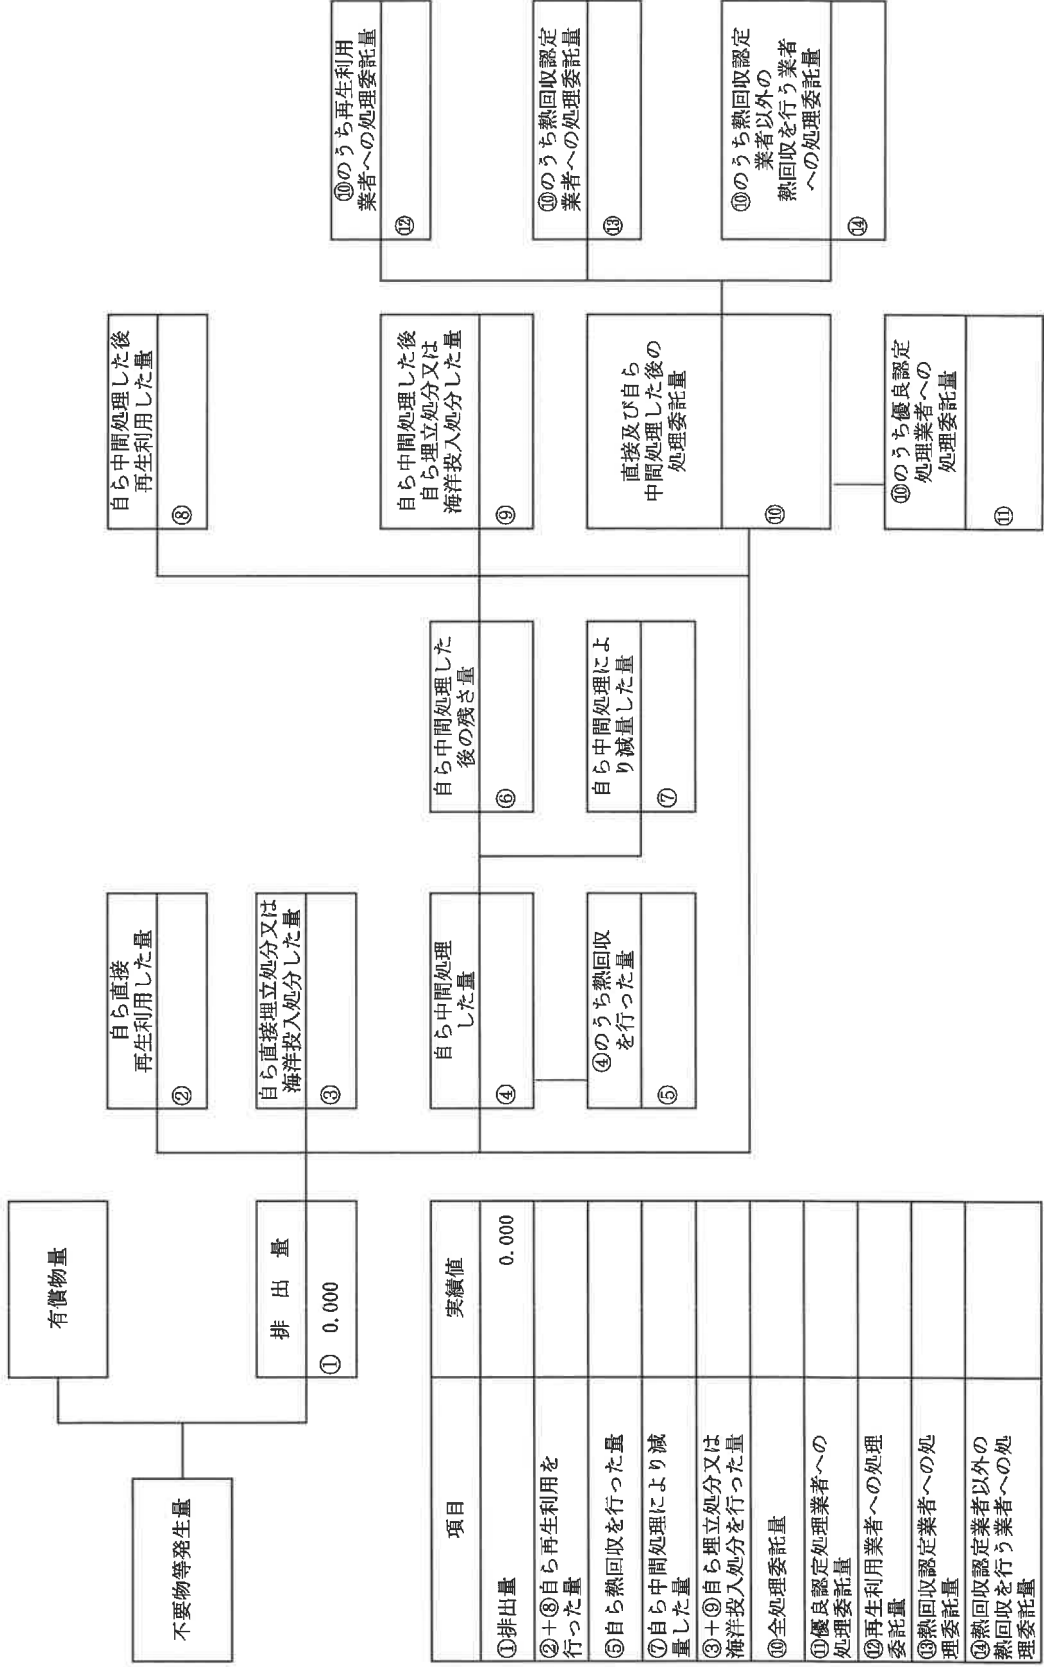 不要物等発生量
有償物量
排　出　量
① 0.000
自ら直接
再生利用した量
②
自ら直接埋立処分又は
海洋投入処分した量
③
自ら中間処理
した量
④
④のうち熱回収
を行った量
⑤
自ら中間処理した
後の残さ量
⑥
自ら中間処理によ
り減量した量
⑦
自ら中間処理した後
再生利用した量
⑧
自ら中間処理した後
自ら埋立処分又は
海洋投入処分した量
⑨
直接及び自ら
中間処理した後の
処理委託量
⑩
⑩のうち優良認定
処理業者への
処理委託量
⑪
⑩のうち再生利用
業者への処理委託量
⑫
⑩のうち熱回収認定
業者への処理委託量
⑬
⑩のうち熱回収認定
業者以外の
熱回収を行う業者
への処理委託量
⑭
項目 実績値
①排出量 0.000
②+⑧自ら再生利用を
行った量
⑤自ら熱回収を行った量
⑦自ら中間処理により減
量した量
③+⑨自ら埋立処分又は
海洋投入処分を行った量
⑩全処理委託量
⑪優良認定処理業者への
処理委託量
⑫再生利用業者への処理
委託量
⑬熱回収認定業者への処
理委託量
⑭熱回収認定業者以外の
熱回収を行う業者への処
理委託量